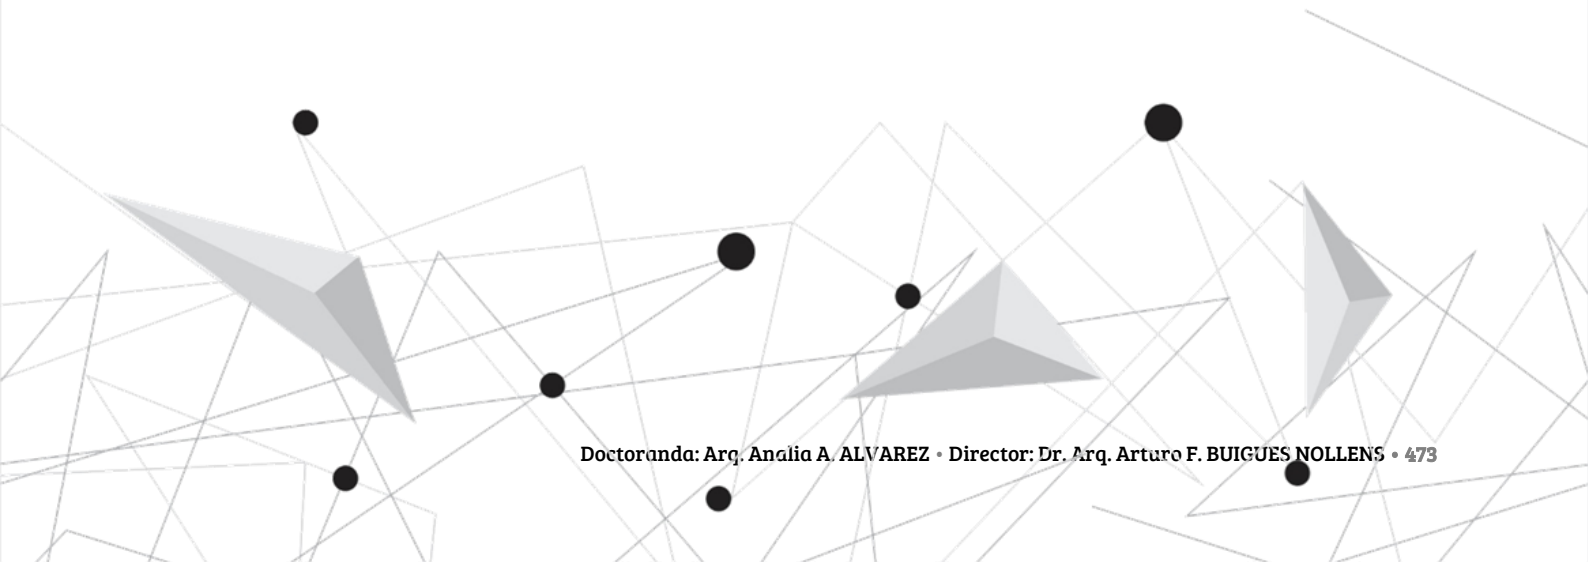 Doctoranda: Arq. Analia A. ALVAREZ • Director: Dr. Arq. Arturo F. BUIGUES NOLLENS • 473